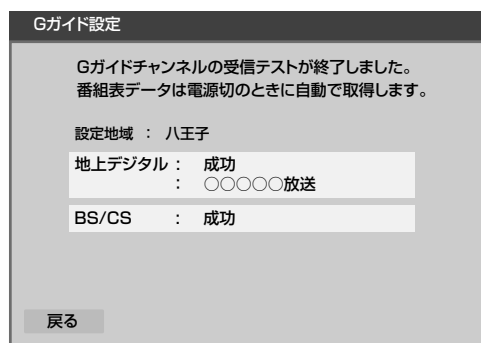 Gガイド設定
Gガイドチャンネルの受信テストが終了しました。
番組表データは電源切のときに自動で取得します。
設定地域 : 八王子
地上デジタル : 成功
: ○○○○○放送
BS/CS : 成功
戻る